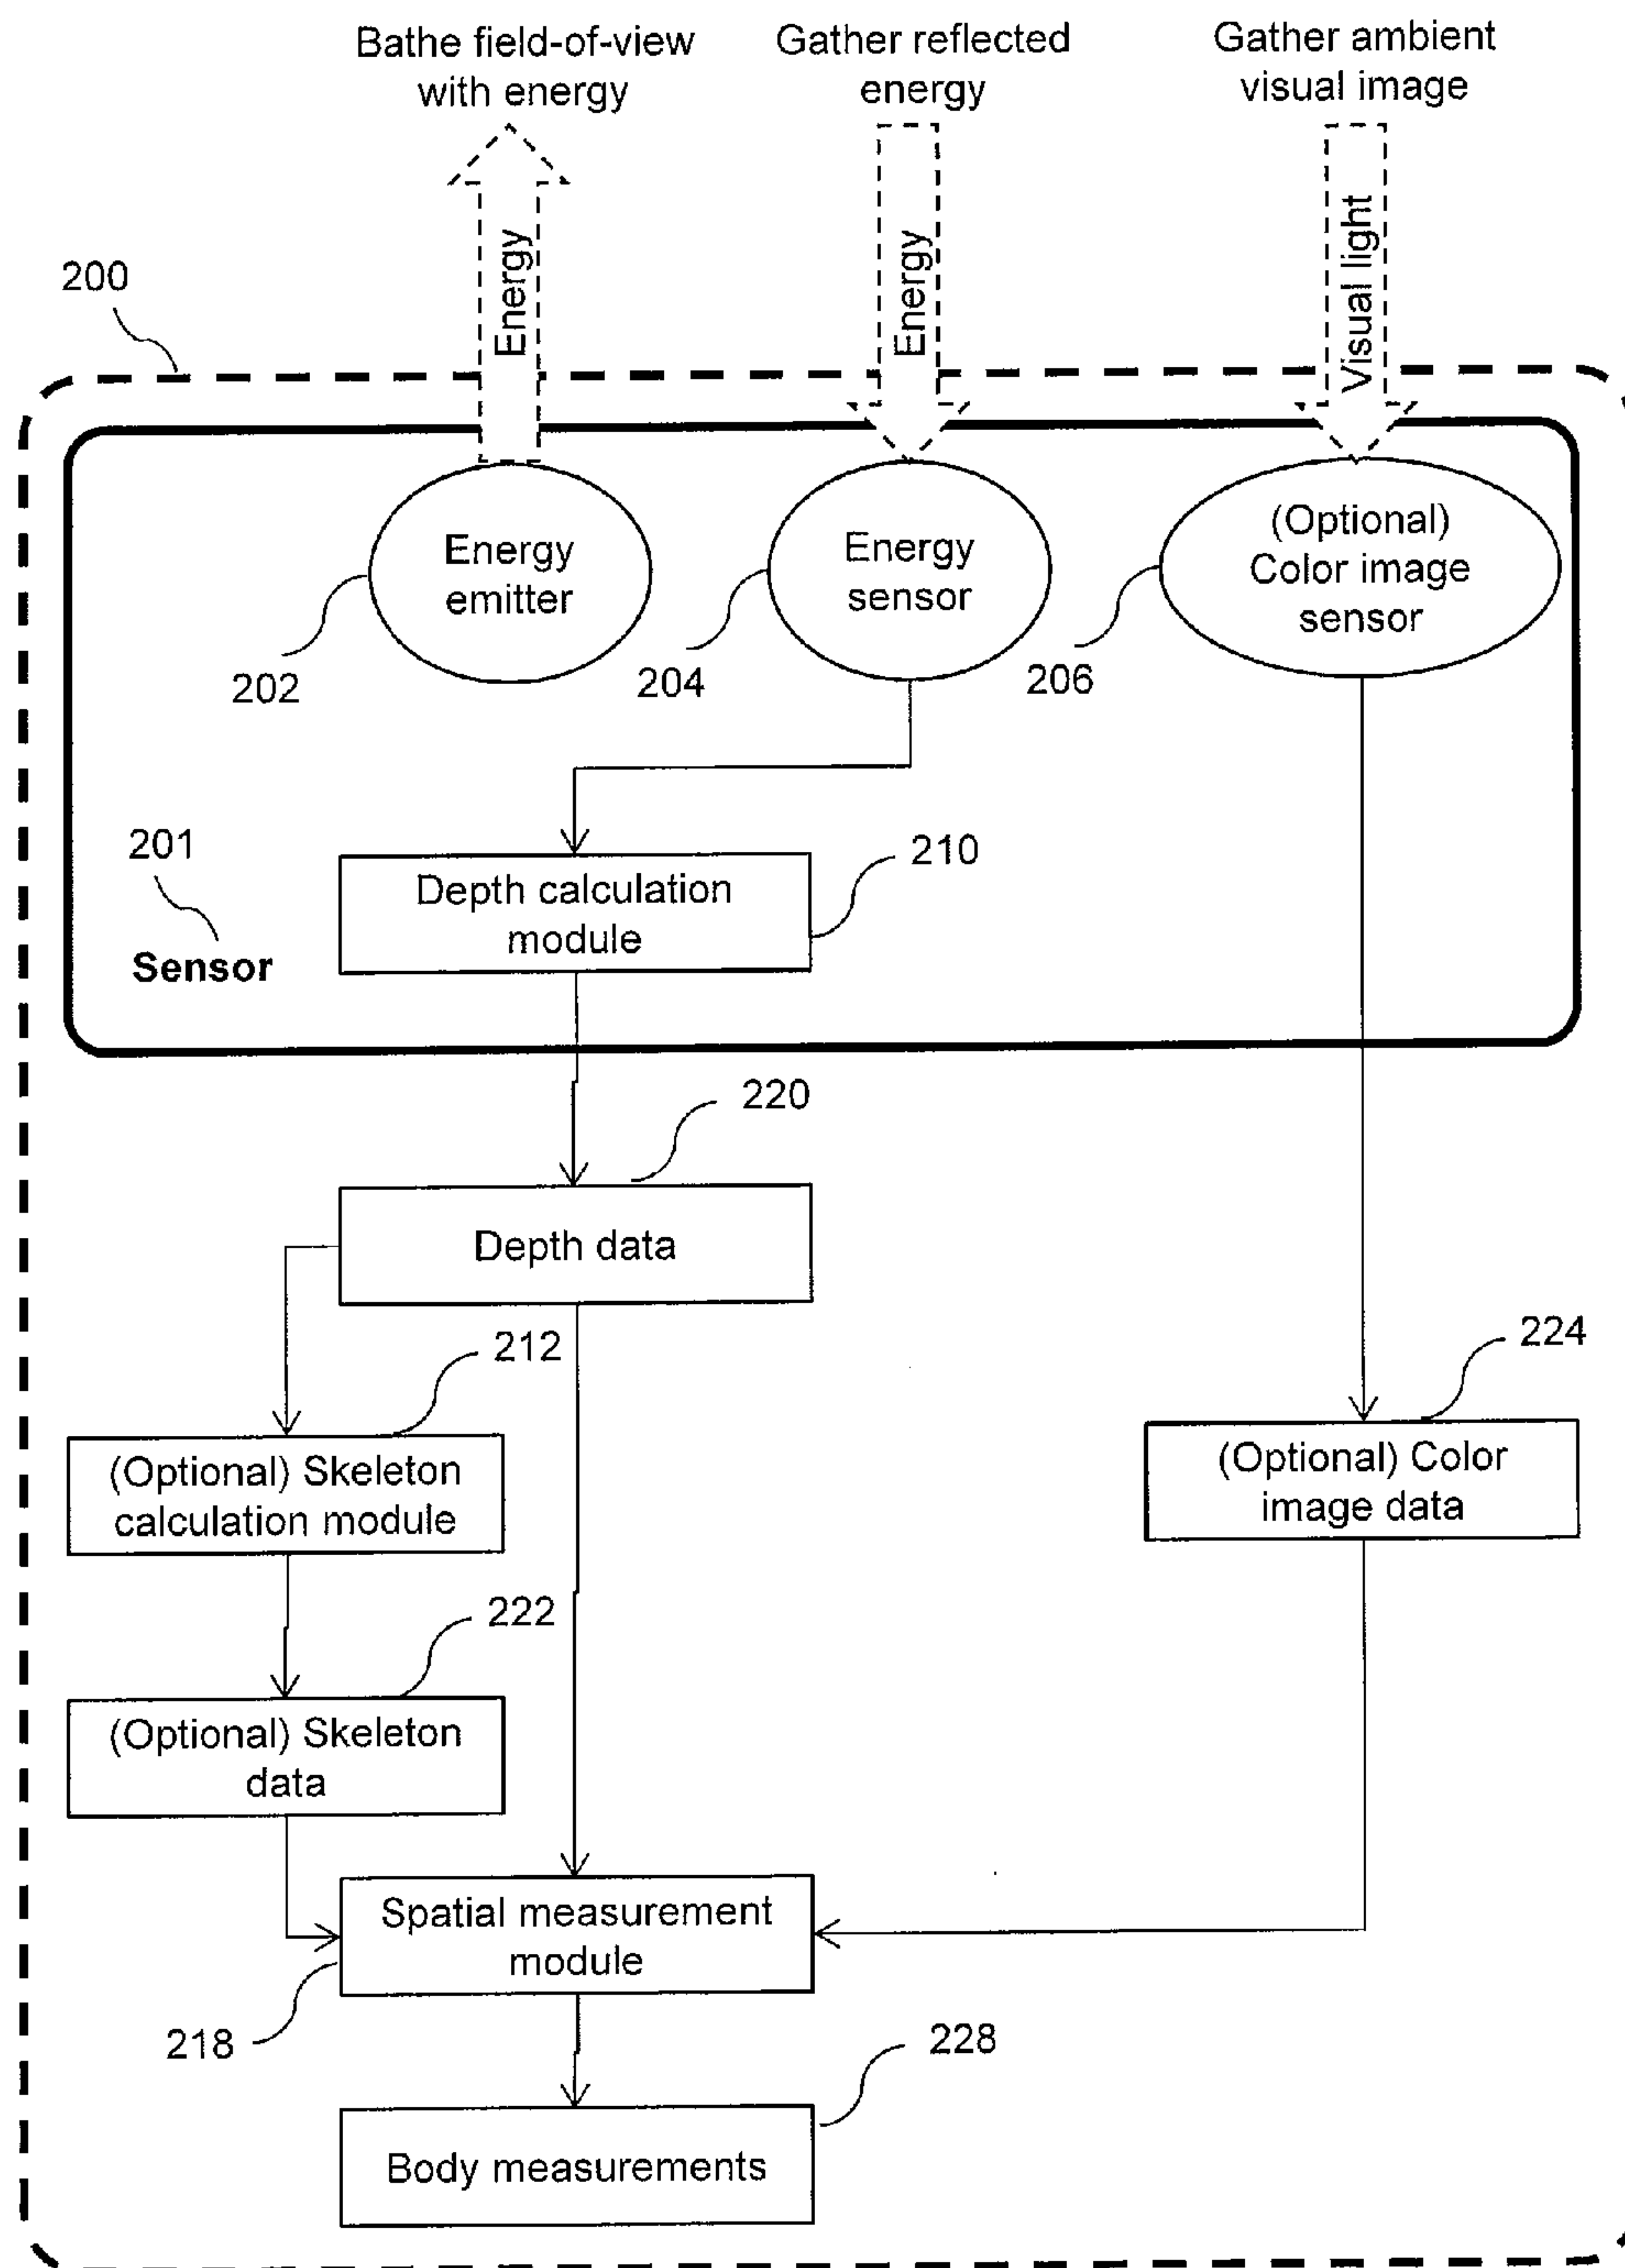 Bathe field-of-view
with energy
Gather reflected
energy
Gather ambient
visual image
Energy
Energy
Visual light
200
Energy
emitter
202
Energy
sensor
204
(Optional)
Color image
sensor
206
201
Sensor
Depth calculation
module
210
220
Depth data
212
(Optional) Skeleton
calculation module
224
(Optional) Color
image data
222
(Optional) Skeleton
data
Spatial measurement
module
218
228
Body measurements